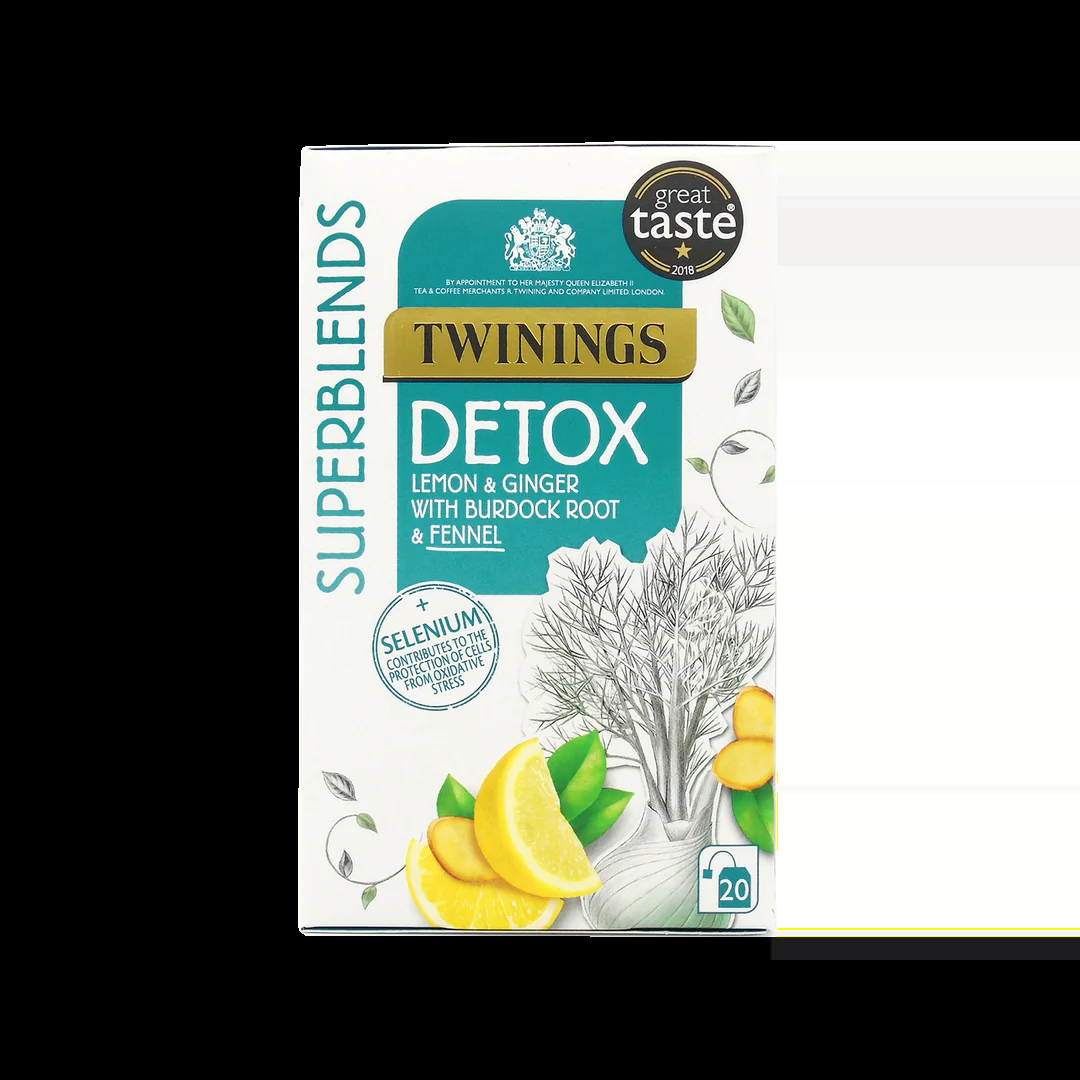 SUPERBLENDS
great
taste®
2018
BY APPOINTMENT TO HER MAJESTY QUEEN ELIZABETH II
TEA & COFFEE MERCHANTS R. TWINING AND COMPANY LIMITED. LONDON.
TWININGS
DETOX
LEMON & GINGER
WITH BURDOCK ROOT
& FENNEL
+
SELENIUM
CONTRIBUTES TO THE
PROTECTION OF CELLS
FROM OXIDATIVE
STRESS
20